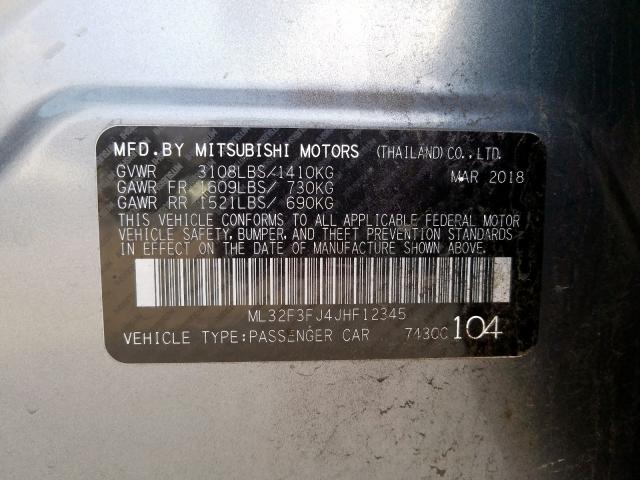 MFD.BY MITSUBISHI MOTORS (THAILAND) CO.,LTD.
GVWR 3108LBS/1410KG MAR 2018
GAWR FR 1609LBS/ 730KG
GAWR RR 1521LBS/ 690KG
THIS VEHICLE CONFORMS TO ALL APPLICABLE FEDERAL MOTOR
VEHICLE SAFETY, BUMPER, AND THEFT PREVENTION STANDARDS
IN EFFECT ON THE DATE OF MANUFACTURE SHOWN ABOVE.
ML32F3FJ4JHF12345
VEHICLE TYPE:PASSENGER CAR 7430C 104